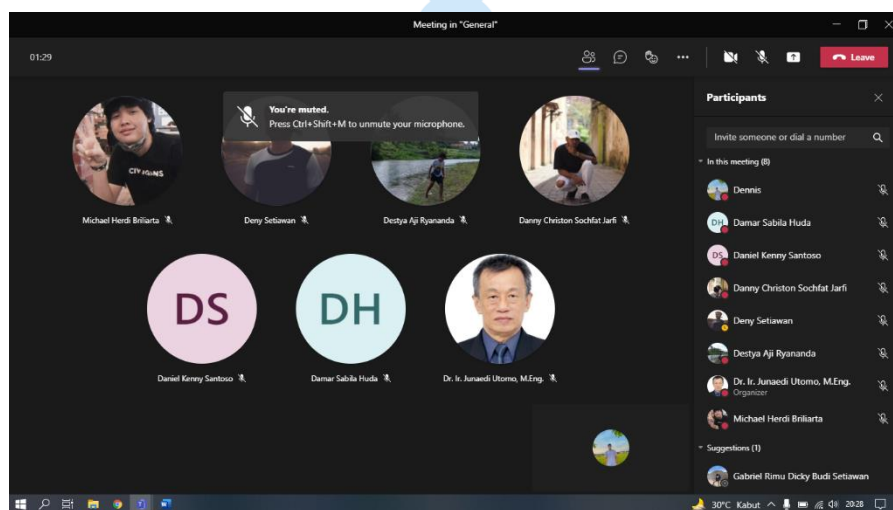 Meeting in "General"
01:29
Leave
You're muted.
Press Ctrl+Shift+M to unmute your microphone.
CIVI
GNS
Michael Herdi Briliarta
Deny Setiawan
Destya Aji Ryananda
Danny Christon Sochfat Jarfi
DS
DH
Daniel Kenny Santoso
Damar Sabila Huda
Dr. Ir. Junaedi Utomo, M.Eng.
Participants
Invite someone or dial a number
In this meeting (8)
Dennis
DH
Damar Sabila Huda
DS
Daniel Kenny Santoso
Danny Christon Sochfat Jarfi
Deny Setiawan
Destya Aji Ryananda
Dr. Ir. Junaedi Utomo, M.Eng.
Organizer
Michael Herdi Briliarta
Suggestions (1)
Gabriel Rimu Dicky Budi Setiawan
30°C Kabut
20:28